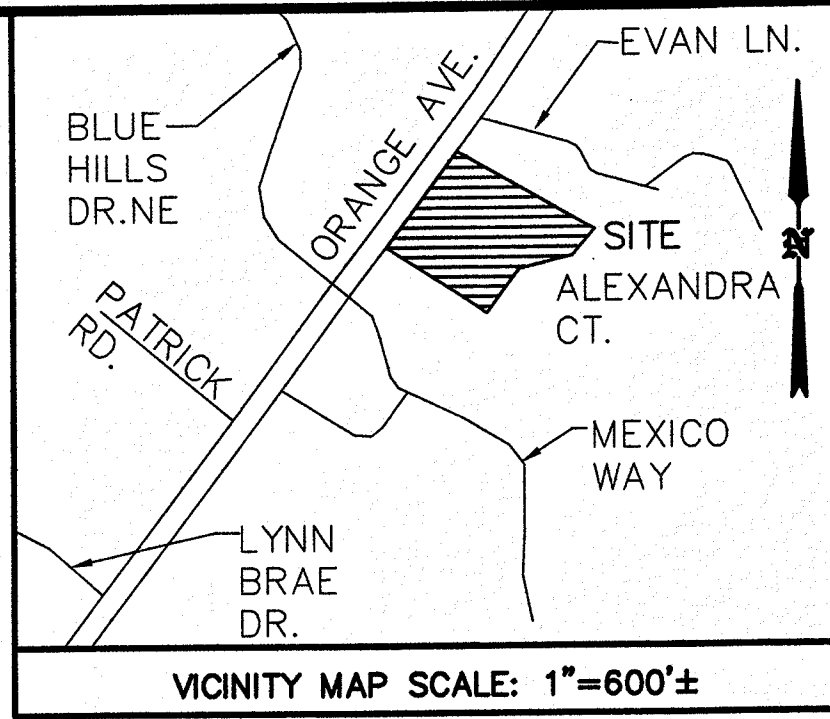 EVAN LN.
BLUE
HILLS
DR.NE
ORANGE AVE.
N
SITE
ALEXANDRA
CT.
PATRICK
RD.
MEXICO
WAY
LYNN
BRAE
DR.
VICINITY MAP SCALE: 1"=600'±